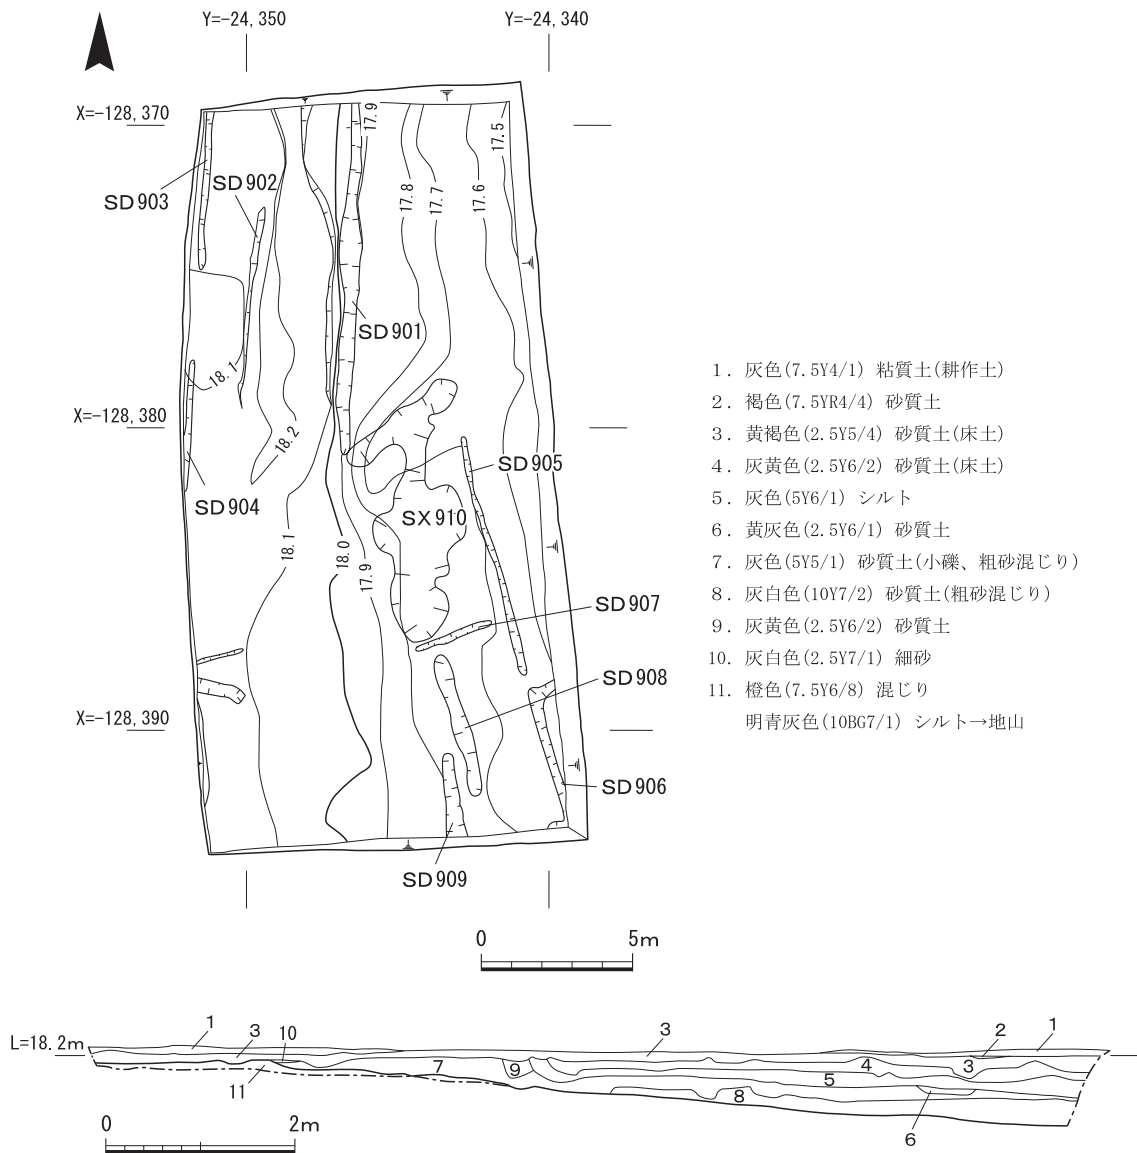 Y=-24,350
Y=-24,340
X=-128,370
17.9
17.5
SD903
SD902
17.8
17.7
17.6
SD901
18.1
X=-128,380
18.2
SD905
SD904
SX910
18.1
18.0
17.9
SD907
SD908
X=-128,390
SD906
SD909
0 5m
1. 灰色(7.5Y4/1) 粘質土(耕作土)
2. 褐色(7.5YR4/4) 砂質土
3. 黄褐色(2.5Y5/4) 砂質土(床土)
4. 灰黄色(2.5Y6/2) 砂質土(床土)
5. 灰色(5Y6/1) シルト
6. 黄灰色(2.5Y6/1) 砂質土
7. 灰色(5Y5/1) 砂質土(小礫、粗砂混じり)
8. 灰白色(10Y7/2) 砂質土(粗砂混じり)
9. 灰黄色(2.5Y6/2) 砂質土
10. 灰白色(2.5Y7/1) 細砂
11. 橙色(7.5Y6/8) 混じり
明青灰色(10BG7/1) シルト→地山
L=18.2m
1
3
10
3
2
1
7
9
4
3
5
11
8
6
0 2m